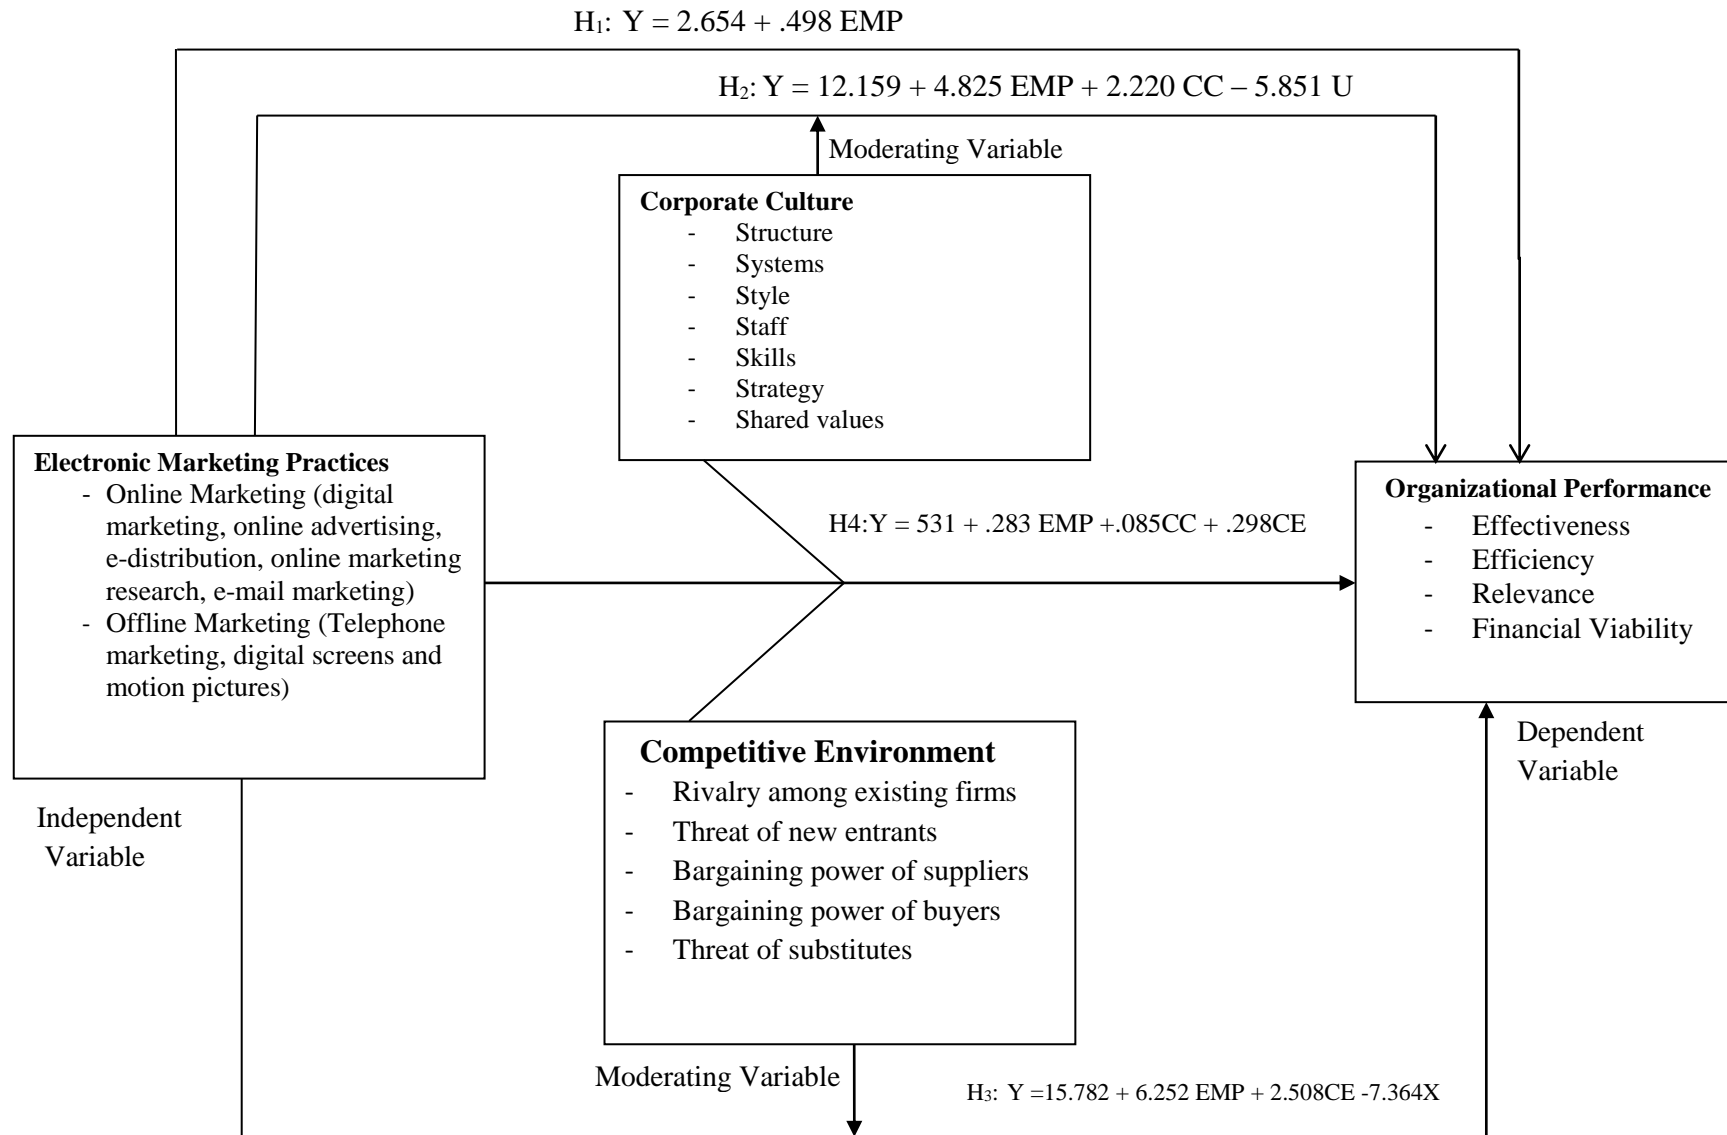 H₁: Y = 2.654 + .498 EMP
H₂: Y = 12.159 + 4.825 EMP + 2.220 CC – 5.851 U
Moderating Variable
Corporate Culture
- Structure
- Systems
- Style
- Staff
- Skills
- Strategy
- Shared values
Electronic Marketing Practices
- Online Marketing (digital
marketing, online advertising,
e-distribution, online marketing
research, e-mail marketing)
- Offline Marketing (Telephone
marketing, digital screens and
motion pictures)
H4:Y = 531 + .283 EMP +.085CC + .298CE
Organizational Performance
- Effectiveness
- Efficiency
- Relevance
- Financial Viability
Competitive Environment
- Rivalry among existing firms
- Threat of new entrants
- Bargaining power of suppliers
- Bargaining power of buyers
- Threat of substitutes
Dependent
Variable
Independent
Variable
Moderating Variable
H₃: Y =15.782 + 6.252 EMP + 2.508CE -7.364X